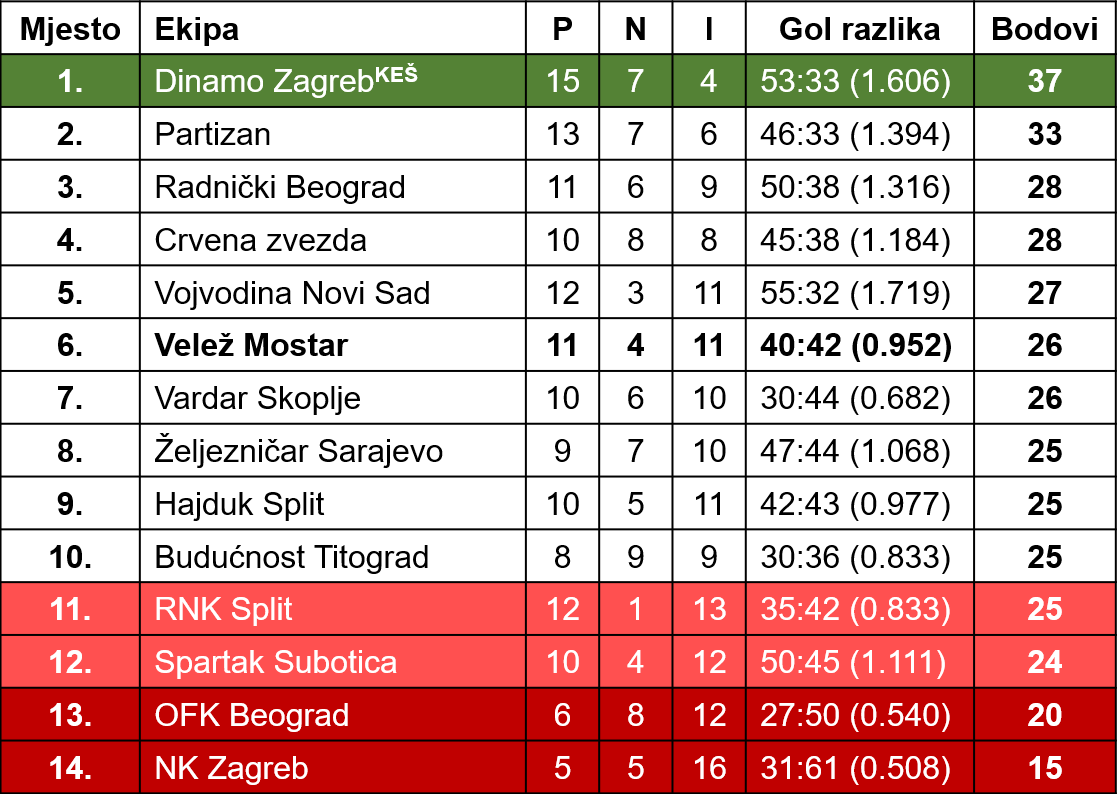 Mjesto Ekipa P N I Gol razlika Bodovi
1. Dinamo ZagrebKEŠ 15 7 4 53:33 (1.606) 37
2. Partizan 13 7 6 46:33 (1.394) 33
3. Radnički Beograd 11 6 9 50:38 (1.316) 28
4. Crvena zvezda 10 8 8 45:38 (1.184) 28
5. Vojvodina Novi Sad 12 3 11 55:32 (1.719) 27
6. Velež Mostar 11 4 11 40:42 (0.952) 26
7. Vardar Skoplje 10 6 10 30:44 (0.682) 26
8. Željezničar Sarajevo 9 7 10 47:44 (1.068) 25
9. Hajduk Split 10 5 11 42:43 (0.977) 25
10. Budućnost Titograd 8 9 9 30:36 (0.833) 25
11. RNK Split 12 1 13 35:42 (0.833) 25
12. Spartak Subotica 10 4 12 50:45 (1.111) 24
13. OFK Beograd 6 8 12 27:50 (0.540) 20
14. NK Zagreb 5 5 16 31:61 (0.508) 15